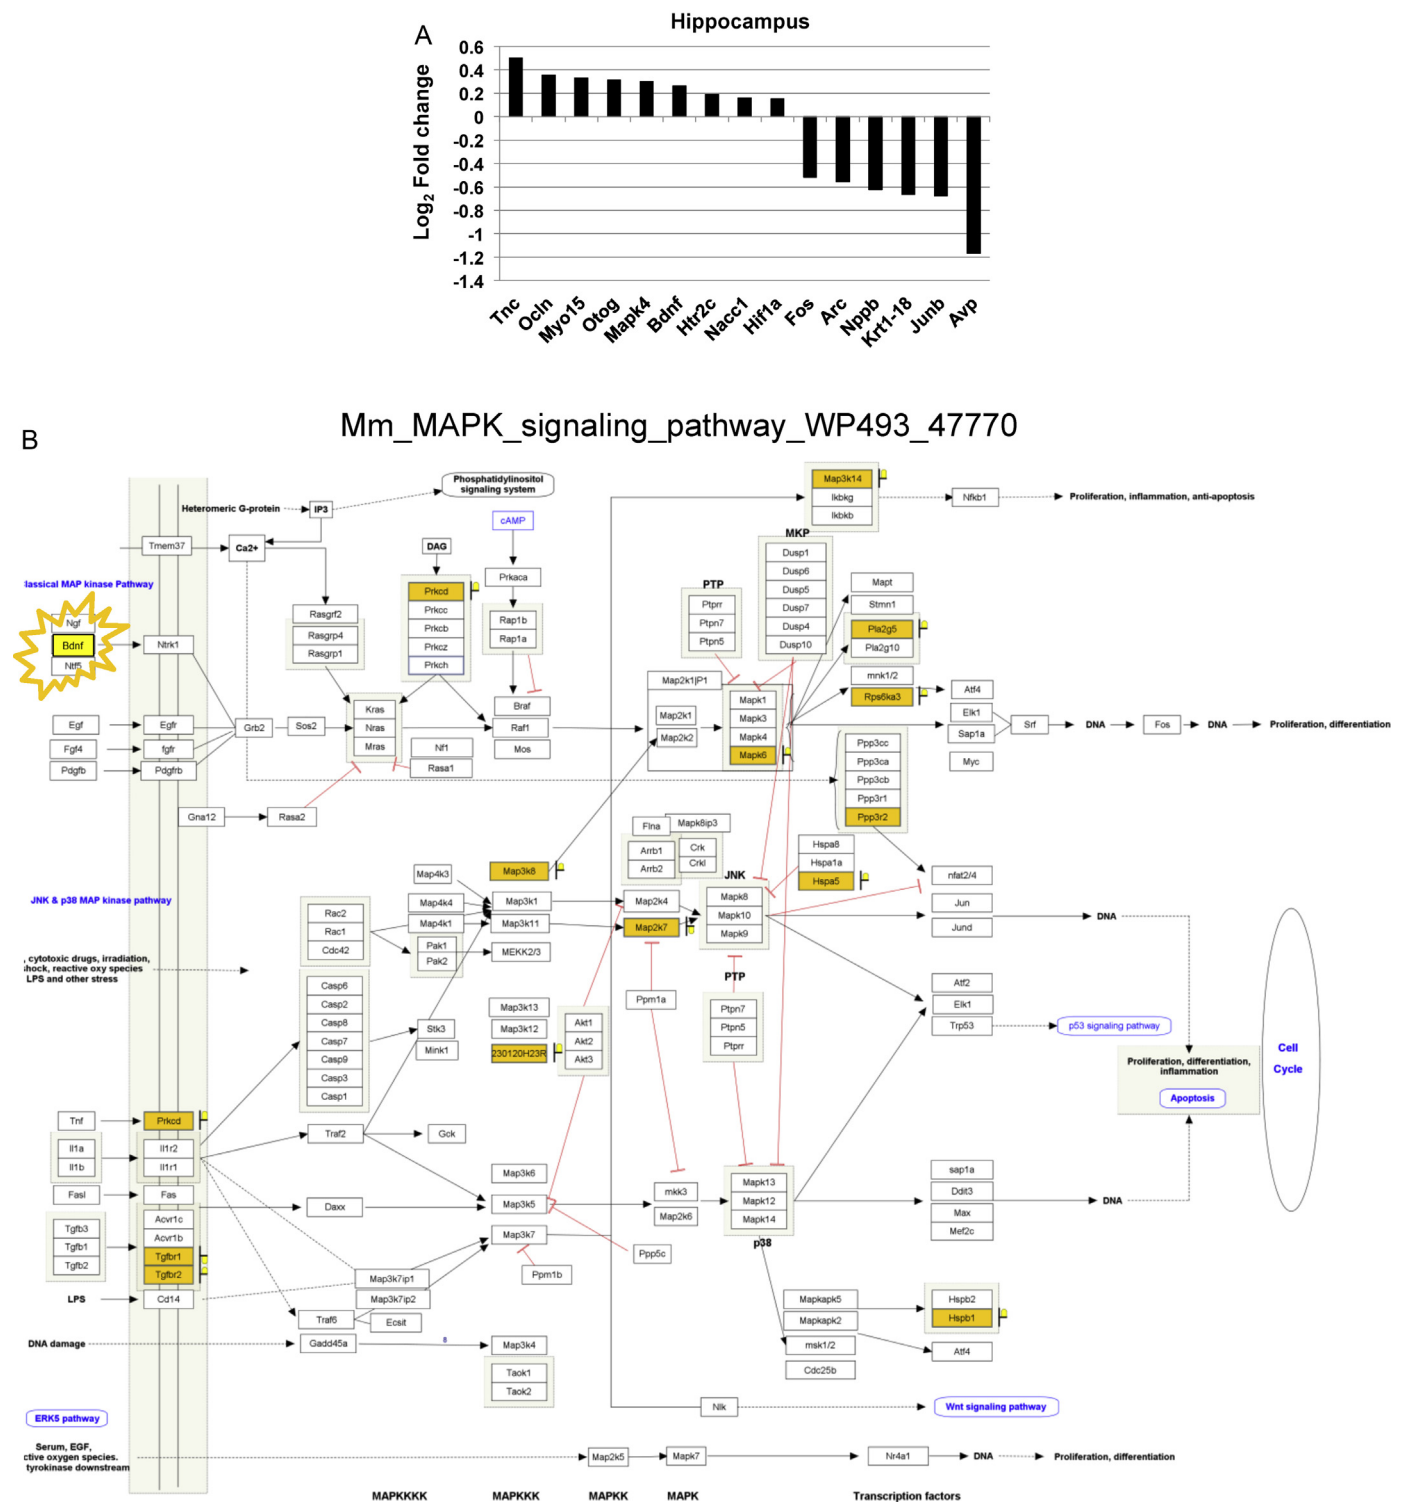 A
Hippocampus
Log2 Fold change
0.6
0.4
0.2
0
-0.2
-0.4
-0.6
-0.8
-1
-1.2
-1.4
Tnc
Ocln
Myo15
Otog
Mapk4
Bdnf
Htr2c
Nacc1
Hif1a
Fos
Arc
Nppb
Krt1-18
Junb
Avp
B
Mm_MAPK_signaling_pathway_WP493_47770
Phosphatidylinositol
signaling system
Heteromeric G-protein
IP3
cAMP
Map3k14
Ikbkg
Ikbkb
Nfkb1
Proliferation, inflammation, anti-apoptosis
Tmem37
Ca2+
DAG
Prkaca
MKP
Dusp1
Dusp6
Dusp5
Dusp7
Dusp4
Dusp10
lassical MAP kinase Pathway
Prkcd
Prkcc
Prkcb
Prkcz
Prkch
Rap1b
Rap1a
PTP
Ptprr
Ptpn7
Ptpn5
Mapt
Stmn1
Pla2g5
Pla2g10
mnk1/2
Rps6ka3
Ngf
Bdnf
Ntf5
Ntrk1
Rasgrf2
Rasgrp4
Rasgrp1
Map2k1IP1
Map2k1
Map2k2
Mapk1
Mapk3
Mapk4
Mapk6
Atf4
Elk1
Sap1a
Myc
Srf
DNA
Fos
DNA
Proliferation, differentiation
Egf
Egfr
Fgf4
fgfr
Pdgfb
Pdgfrb
Grb2
Sos2
Kras
Nras
Mras
Nf1
Rasa1
Braf
Raf1
Mos
Ppp3cc
Ppp3ca
Ppp3cb
Ppp3r1
Ppp3r2
Gna12
Rasa2
Flna
Mapk8ip3
Arrb1
Arrb2
Crk
Crkl
Hspa8
Hspa1a
Hspa5
JNK & p38 MAP kinase pathway
Map4k3
Map4k4
Map4k1
Map3k8
Map3k1
Map3k11
MEKK2/3
Map2k4
Map2k7
JNK
Mapk8
Mapk10
Mapk9
nfat2/4
Jun
Jund
DNA
Rac2
Rac1
Cdc42
Pak1
Pak2
, cytotoxic drugs, irradiation,
shock, reactive oxy species
LPS and other stress
Casp6
Casp2
Casp8
Casp7
Casp9
Casp3
Casp1
Stk3
Mink1
Map3k13
Map3k12
230120H23R
Akt1
Akt2
Akt3
Ppm1a
PTP
Ptpn7
Ptpn5
Ptprr
Atf2
Elk1
Trp53
p53 signaling pathway
Proliferation, differentiation,
inflammation
Apoptosis
Cell
Cycle
Tnf
Prkcd
Il1a
Il1b
Il1r2
Il1r1
Fasl
Fas
Traf2
Gck
Daxx
Map3k6
Map3k5
Map3k7
mkk3
Map2k6
Mapk13
Mapk12
Mapk14
p38
sap1a
Ddit3
Max
Mef2c
DNA
Tgfb3
Tgfb1
Tgfb2
Acvr1c
Acvr1b
Tgfbr1
Tgfbr2
Ppp5c
Ppm1b
LPS
Cd14
Map3k7ip1
Map3k7ip2
Traf6
Ecsit
Mapkapk5
Mapkapk2
msk1/2
Cdc25b
Hspb2
Hspb1
Atf4
DNA damage
Gadd45a
8
Map3k4
Taok1
Taok2
Nlk
Wnt signaling pathway
ERK5 pathway
Serum, EGF,
ctive oxygen species.
tyrokinase downstream
Map2k5
Mapk7
Nr4a1
DNA
Proliferation, differentiation
MAPKKKK
MAPKKK
MAPKK
MAPK
Transcription factors